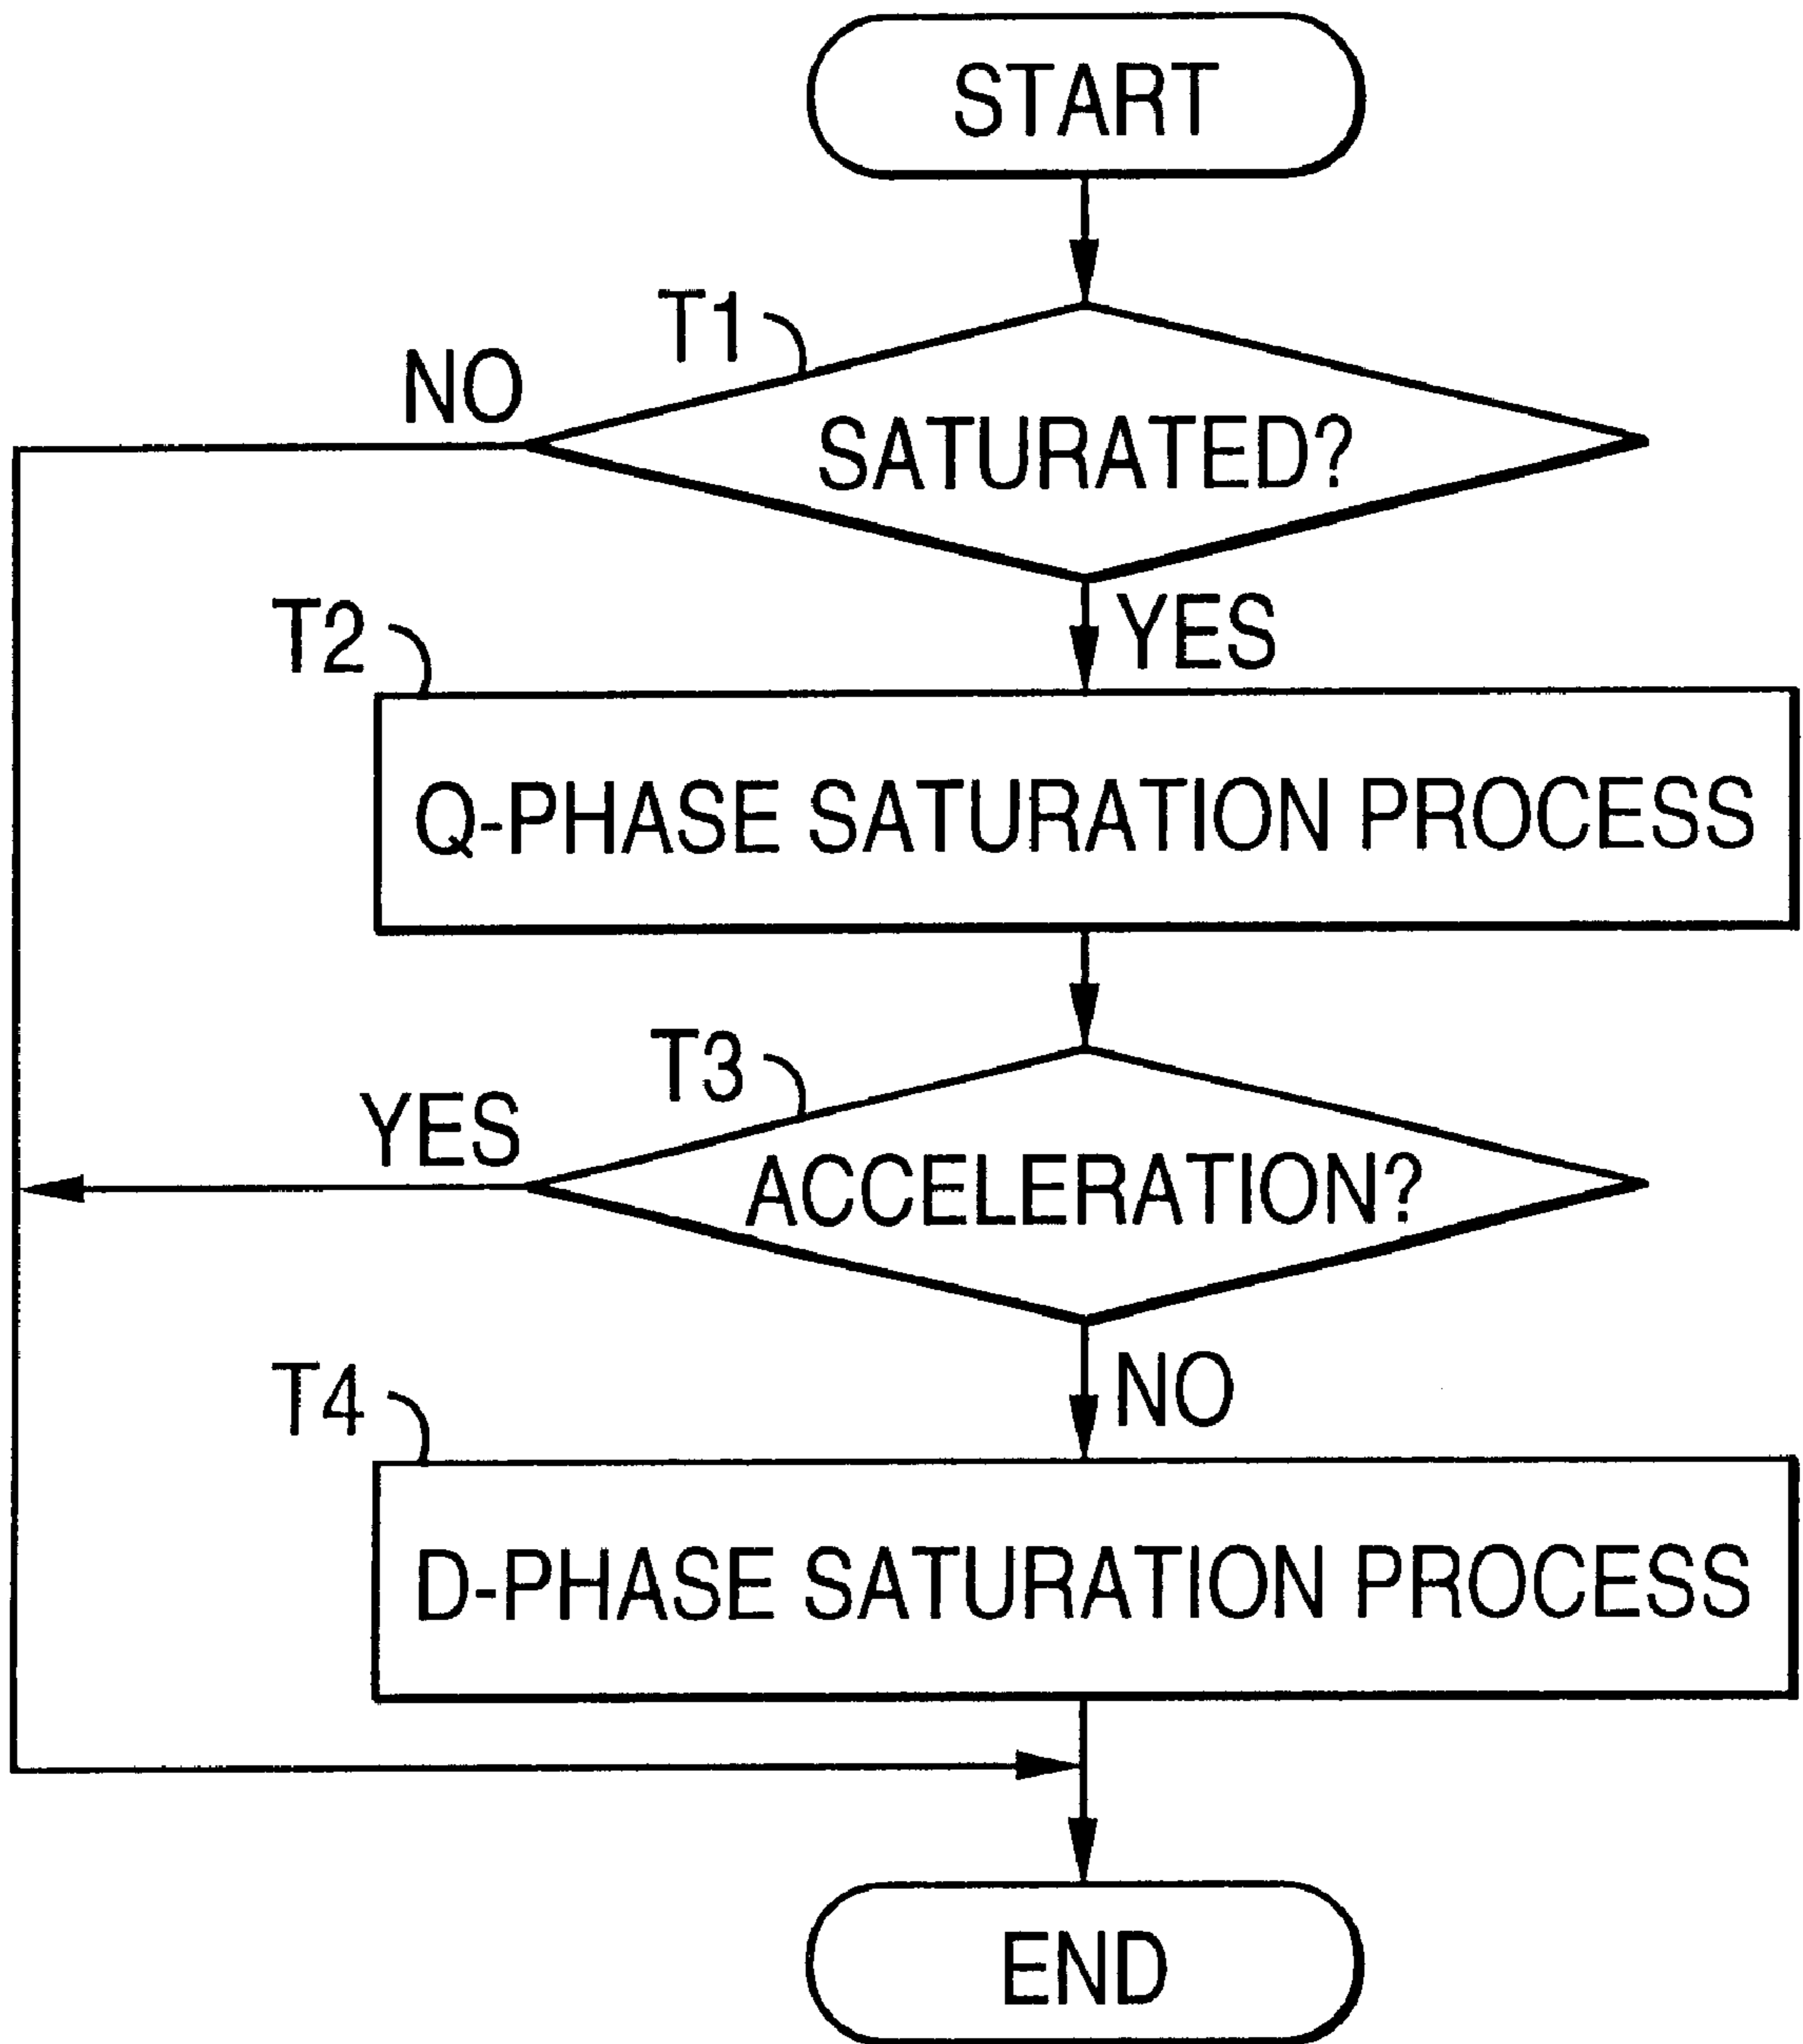 START
T1
NO
SATURATED?
YES
T2
Q-PHASE SATURATION PROCESS
T3
YES
ACCELERATION?
NO
T4
D-PHASE SATURATION PROCESS
END